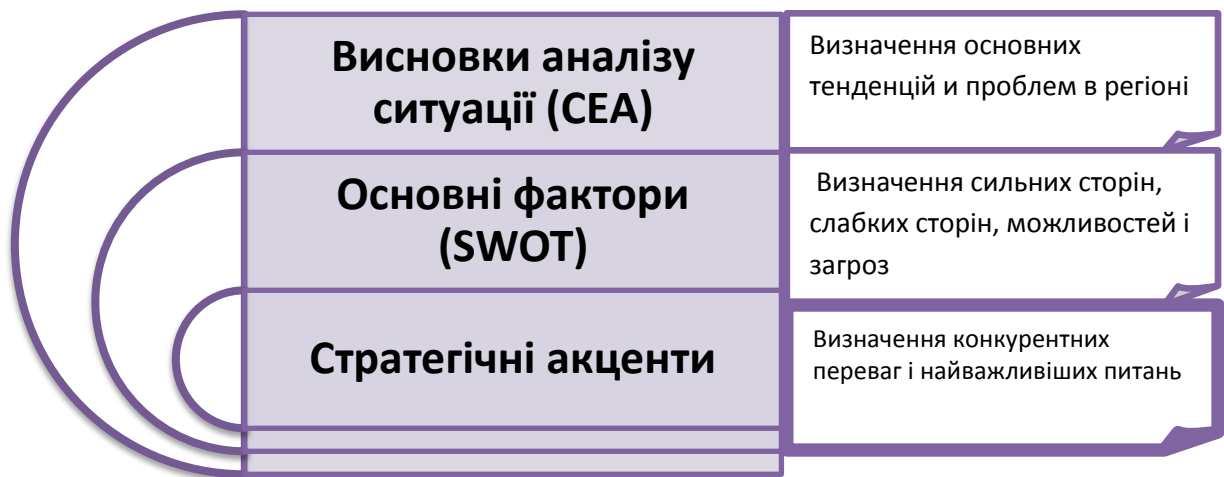 Висновки аналізу
ситуації (СЕА)
Визначення основних
тенденцій и проблем в регіоні
Основні фактори
(SWOT)
Визначення сильних сторін,
слабких сторін, можливостей і
загроз
Стратегічні акценти
Визначення конкурентних
переваг і найважливіших питань